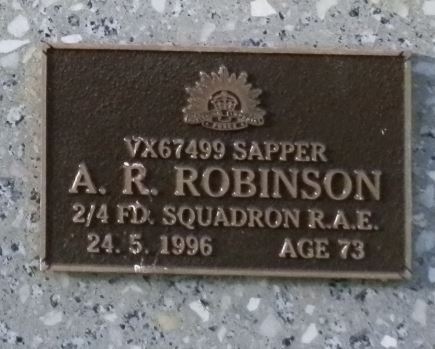 VX67499 SAPPER
A. R. ROBINSON
2/4 FD. SQUADRON R.A.E.
24. 5. 1996 AGE 73